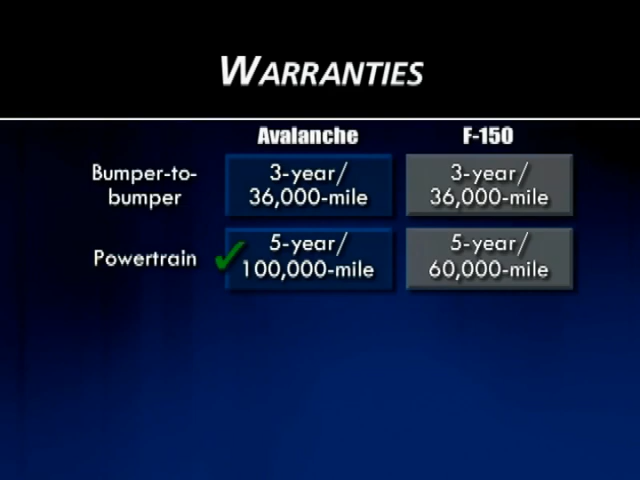 WARRANTIES
Avalanche F-150
Bumper-to-
bumper
3-year/
36,000-mile
3-year/
36,000-mile
Powertrain
5-year/
100,000-mile
5-year/
60,000-mile